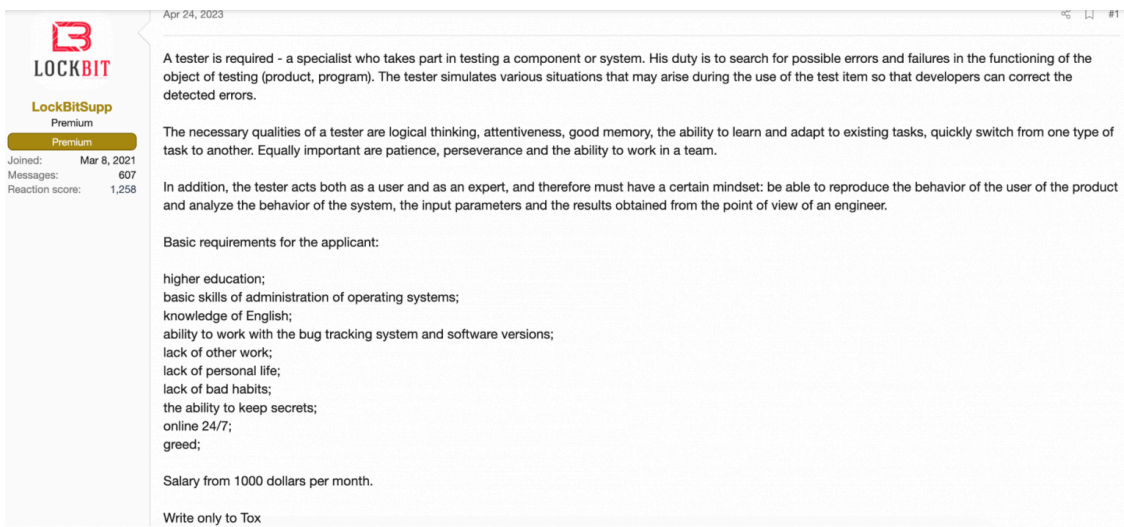 Apr 24, 2023
#1
LOCKBIT
LockBitSupp
Premium
Premium
Joined: Mar 8, 2021
Messages: 607
Reaction score: 1,258
A tester is required - a specialist who takes part in testing a component or system. His duty is to search for possible errors and failures in the functioning of the
object of testing (product, program). The tester simulates various situations that may arise during the use of the test item so that developers can correct the
detected errors.
The necessary qualities of a tester are logical thinking, attentiveness, good memory, the ability to learn and adapt to existing tasks, quickly switch from one type of
task to another. Equally important are patience, perseverance and the ability to work in a team.
In addition, the tester acts both as a user and as an expert, and therefore must have a certain mindset: be able to reproduce the behavior of the user of the product
and analyze the behavior of the system, the input parameters and the results obtained from the point of view of an engineer.
Basic requirements for the applicant:
higher education;
basic skills of administration of operating systems;
knowledge of English;
ability to work with the bug tracking system and software versions;
lack of other work;
lack of personal life;
lack of bad habits;
the ability to keep secrets;
online 24/7;
greed;
Salary from 1000 dollars per month.
Write only to Tox